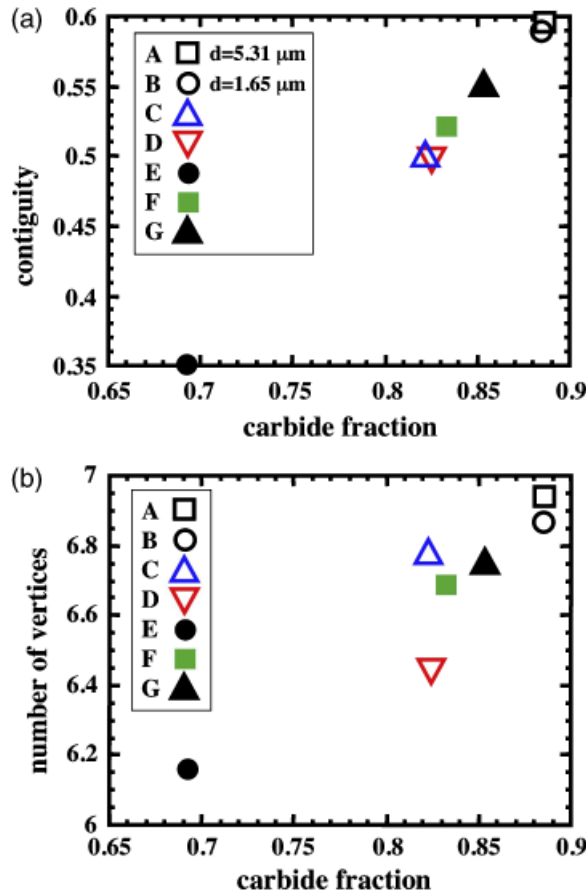 (a)
0.6
0.55
0.5
0.45
0.4
0.35
contiguity
A d=5.31 μm
B d=1.65 μm
C
D
E
F
G
0.65 0.7 0.75 0.8 0.85 0.9
carbide fraction
(b)
7
6.8
6.6
6.4
6.2
6
number of vertices
A
B
C
D
E
F
G
0.65 0.7 0.75 0.8 0.85 0.9
carbide fraction